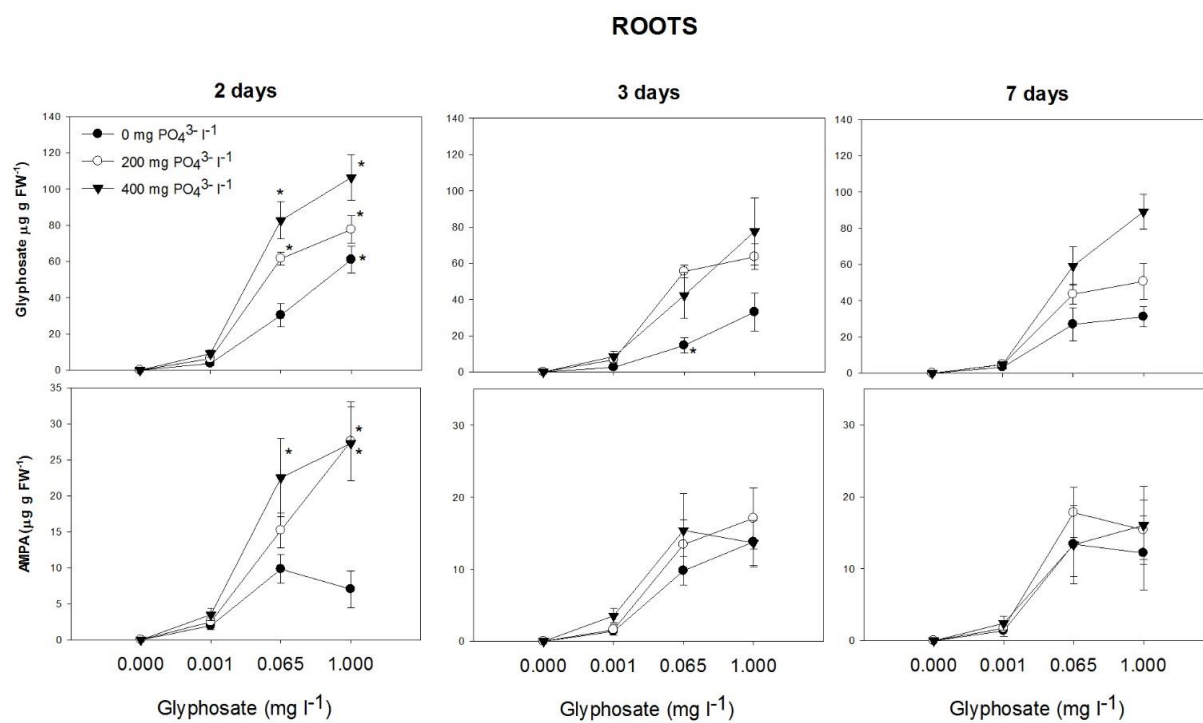 ROOTS
2 days
3 days
7 days
0 mg PO₄³⁻ l⁻¹
200 mg PO₄³⁻ l⁻¹
400 mg PO₄³⁻ l⁻¹
Glyphosate µg g FW⁻¹)
140
120
100
80
60
40
20
0
140
120
100
80
60
40
20
0
140
120
100
80
60
40
20
0
* * * * *
*
AMPA (µg g FW⁻¹)
35
30
25
20
15
10
5
0
30
20
10
0
30
20
10
0
* * *
0.000 0.001 0.065 1.000
0.000 0.001 0.065 1.000
0.000 0.001 0.065 1.000
Glyphosate (mg l⁻¹)
Glyphosate (mg l⁻¹)
Glyphosate (mg l⁻¹)